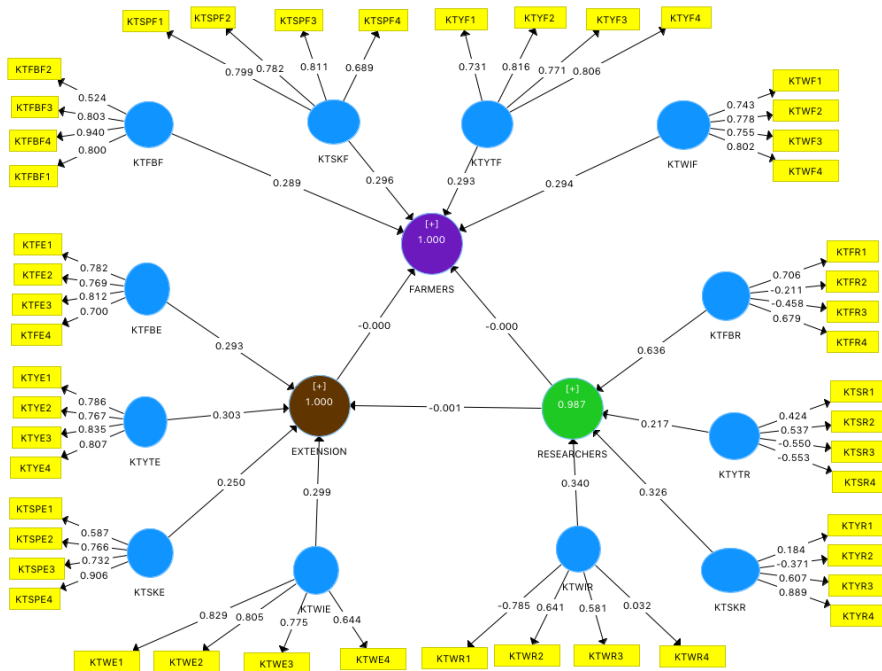 KTSPF1
KTSPF2
KTSPF3
KTSPF4
KTYF1
KTYF2
KTYF3
KTYF4
0.799
0.782
0.811
0.689
0.731
0.816
0.771
0.806
KTFBF2
KTFBF3
KTFBF4
KTFBF1
0.524
0.803
0.940
0.800
KTFBF
KTSKF
KTYTF
KTWIF
0.743
0.778
0.755
0.802
KTWF1
KTWF2
KTWF3
KTWF4
0.289
0.296
0.293
0.294
[+]
1.000
FARMERS
KTFE1
KTFE2
KTFE3
KTFE4
0.782
0.769
0.812
0.700
KTFBE
0.293
-0.000
-0.000
KTFBR
0.706
-0.211
-0.458
0.679
KTFR1
KTFR2
KTFR3
KTFR4
0.636
KTYE1
KTYE2
KTYE3
KTYE4
0.786
0.767
0.835
0.807
KTYTE
0.303
[+]
1.000
EXTENSION
-0.001
[+]
0.987
RESEARCHERS
0.217
KTYTR
0.424
0.537
-0.550
-0.553
KTSR1
KTSR2
KTSR3
KTSR4
0.250
0.299
0.340
0.326
KTSPE1
KTSPE2
KTSPE3
KTSPE4
0.587
0.766
0.732
0.906
KTSKE
KTWIE
KTWIR
KTSKR
0.184
-0.371
0.607
0.889
KTYR1
KTYR2
KTYR3
KTYR4
0.829
0.805
0.775
0.644
-0.785
0.641
0.581
0.032
KTWE1
KTWE2
KTWE3
KTWE4
KTWR1
KTWR2
KTWR3
KTWR4